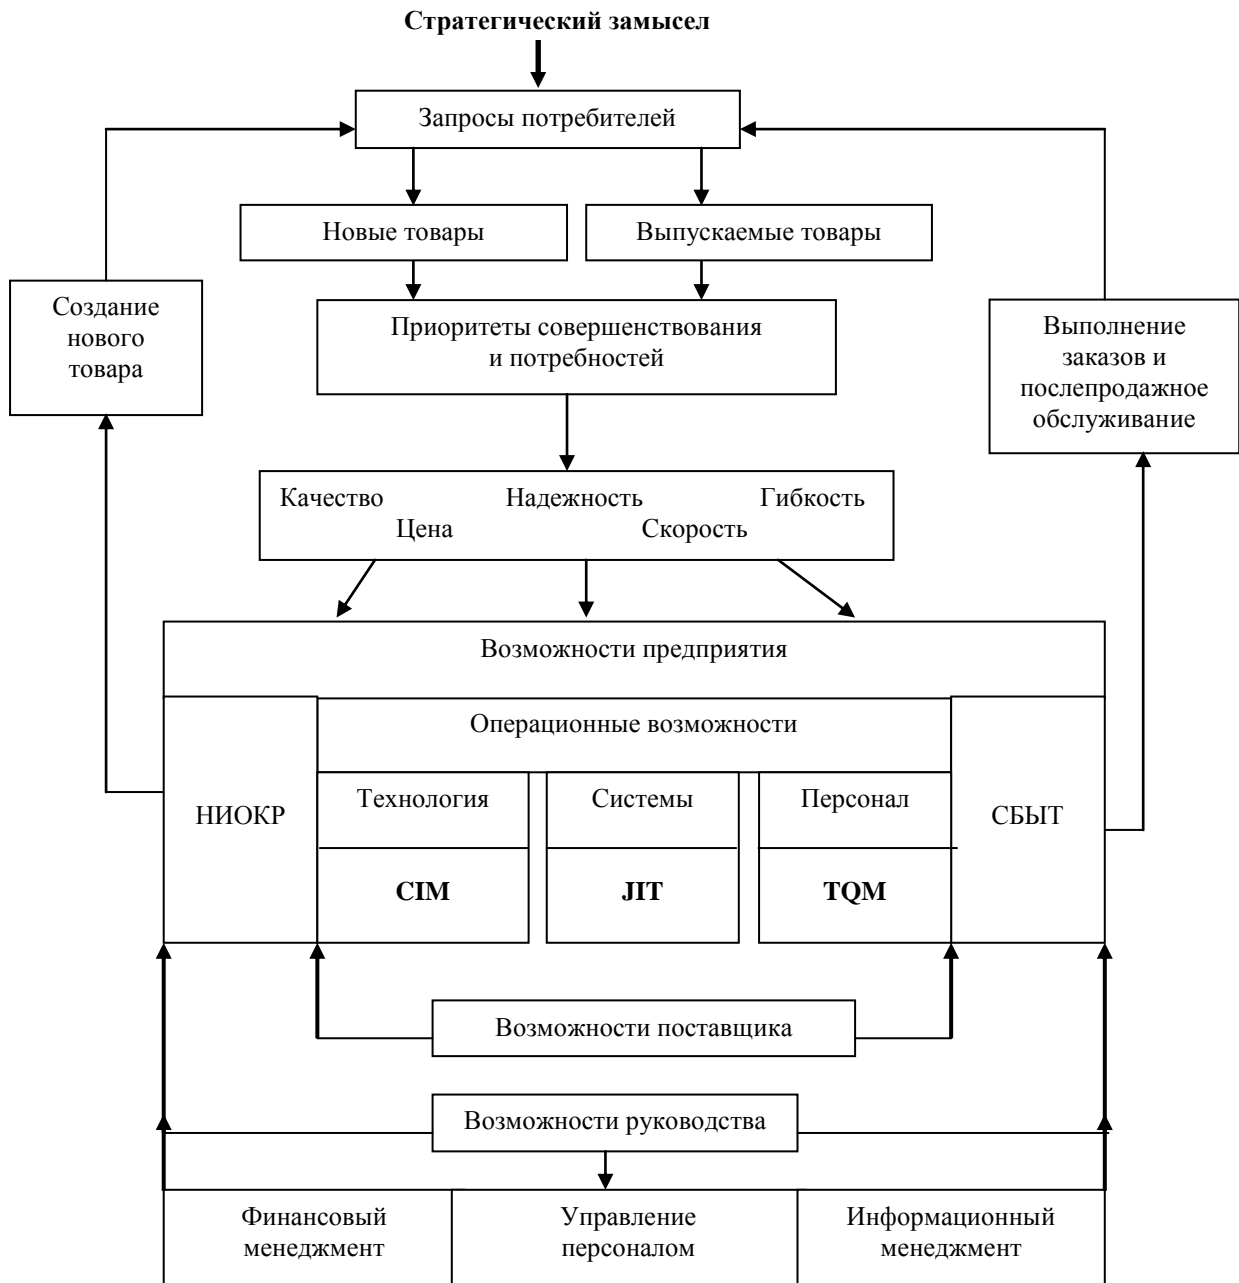 Стратегический замысел
Запросы потребителей
Новые товары
Выпускаемые товары
Создание
нового
товара
Приоритеты совершенствования
и потребностей
Выполнение
заказов и
послепродажное
обслуживание
Качество Надежность Гибкость
Цена Скорость
Возможности предприятия
НИОКР
Операционные возможности
СБЫТ
Технология
Системы
Персонал
CIM
JIT
TQM
Возможности поставщика
Возможности руководства
Финансовый
менеджмент
Управление
персоналом
Информационный
менеджмент